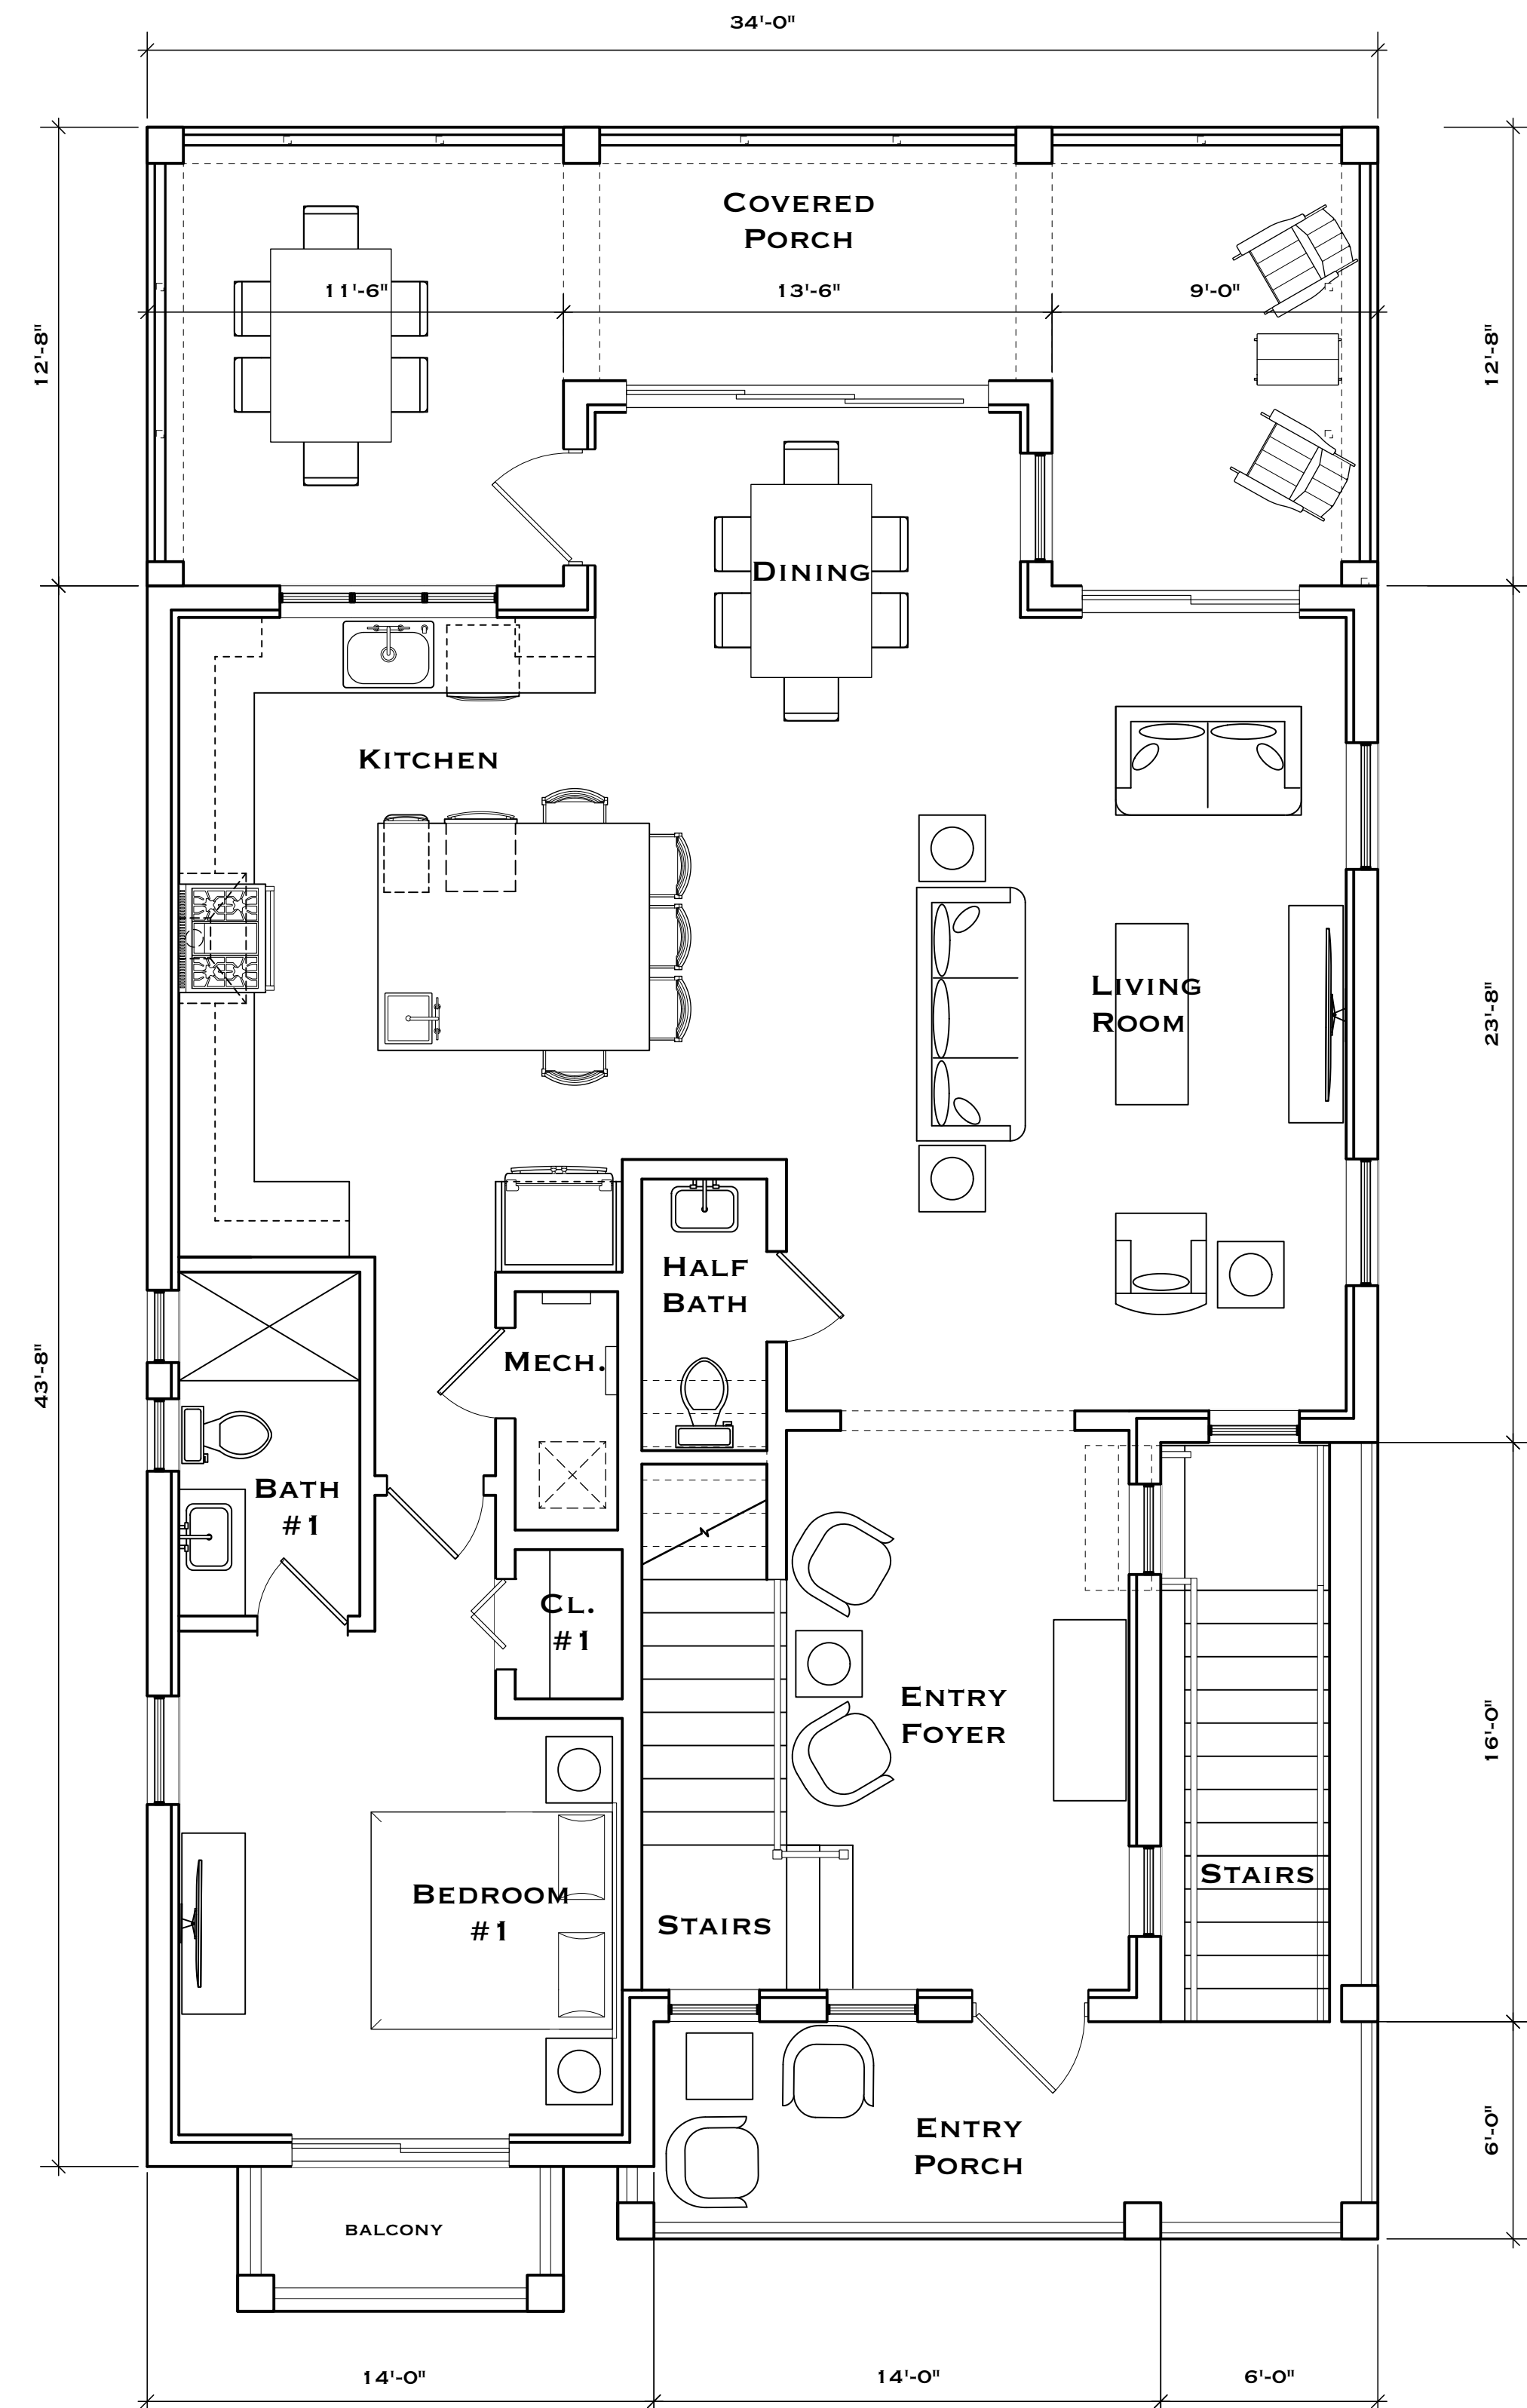 34'-0"
COVERED
PORCH
11'-6"
13'-6"
9'-0"
12'-8"
12'-8"
DINING
KITCHEN
LIVING
ROOM
23'-8"
HALF
BATH
MECH.
43'-8"
BATH
#1
CL.
#1
ENTRY
FOYER
16'-0"
STAIRS
BEDROOM
#1
STAIRS
ENTRY
PORCH
6'-0"
BALCONY
14'-0"
14'-0"
6'-0"